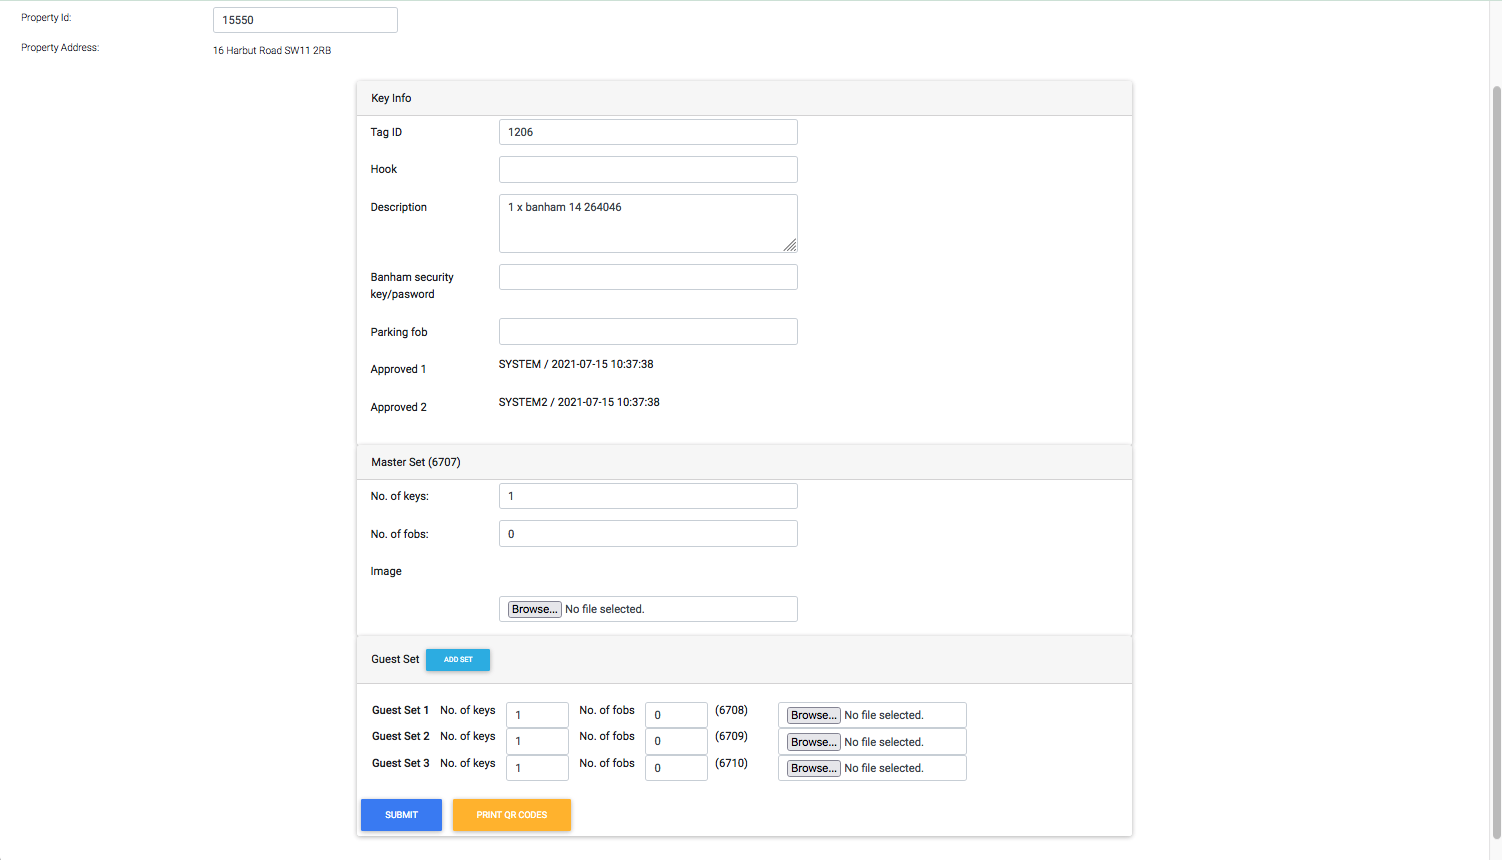 Property Id: 15550
Property Address: 16 Harbut Road SW11 2RB
Key Info
Tag ID 1206
Hook
Description 1 x banham 14 264046
Banham security
key/pasword
Parking fob
Approved 1 SYSTEM / 2021-07-15 10:37:38
Approved 2 SYSTEM2 / 2021-07-15 10:37:38
Master Set (6707)
No. of keys: 1
No. of fobs: 0
Image
Browse... No file selected.
Guest Set ADD SET
Guest Set 1 No. of keys 1 No. of fobs 0 (6708) Browse... No file selected.
Guest Set 2 No. of keys 1 No. of fobs 0 (6709) Browse... No file selected.
Guest Set 3 No. of keys 1 No. of fobs 0 (6710) Browse... No file selected.
SUBMIT PRINT QR CODES